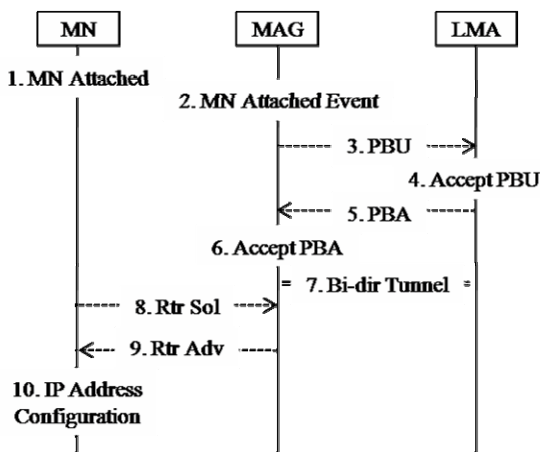 MN
MAG
LMA
1. MN Attached
2. MN Attached Event
3. PBU
4. Accept PBU
5. PBA
6. Accept PBA
= 7. Bi-dir Tunnel =
8. Rtr Sol
9. Rtr Adv
10. IP Address
Configuration